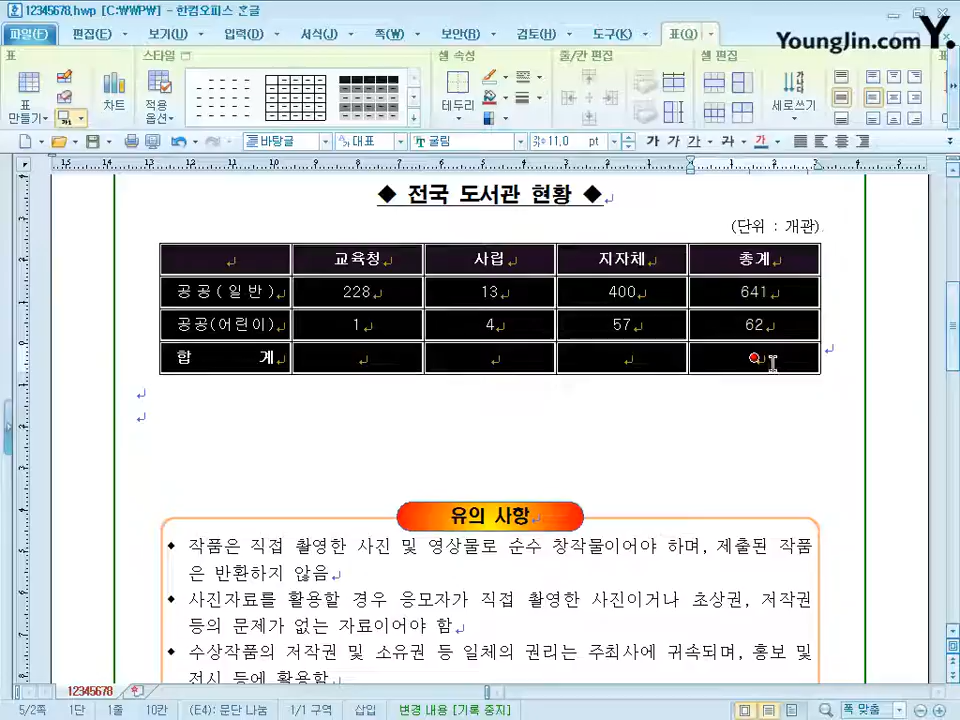 12345678.hwp [C:\WWPW] - 한컴오피스 한글
파일(F) 편집(E) 보기(U) 입력(D) 서식(J) 쪽(W) 보안(R) 검토(H) 도구(K) 표(Q)
YoungJin.com Y.
표 스타일 셀 속성 줄/칸 편집 셀 편집
표 만들기 차트 적용 옵션 테두리 세로쓰기
바탕글 대표 굴림 11.0 pt 가 가 가 가 가
◆ 전국 도서관 현황 ◆
(단위 : 개관)
교육청 사립 지자체 총계
공공(일반) 228 13 400 641
공공(어린이) 1 4 57 62
합 계
유의 사항
◆ 작품은 직접 촬영한 사진 및 영상물로 순수 창작물이어야 하며, 제출된 작품
은 반환하지 않음
◆ 사진자료를 활용할 경우 응모자가 직접 촬영한 사진이거나 초상권, 저작권
등의 문제가 없는 자료이어야 함
◆ 수상작품의 저작권 및 소유권 등 일체의 권리는 주최사에 귀속되며, 홍보 및
전시 등에 활용함
12345678
5/2쪽 1단 1줄 10칸 (E4): 문단 나눔 1/1 구역 삽입 변경 내용 [기록 중지] 폭 맞춤